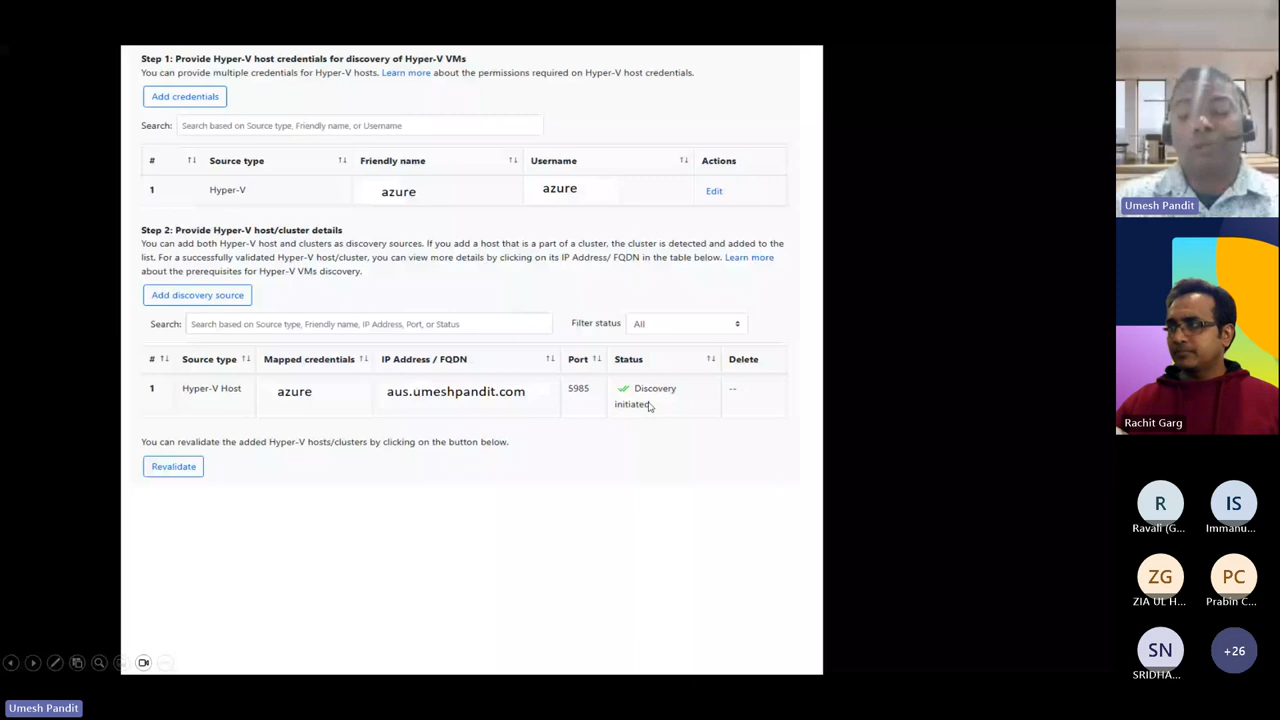 Step 1: Provide Hyper-V host credentials for discovery of Hyper-V VMs
You can provide multiple credentials for Hyper-V hosts. Learn more about the permissions required on Hyper-V host credentials.
Add credentials
Search: Search based on Source type, Friendly name, or Username
# Source type Friendly name Username Actions
1 Hyper-V azure azure Edit
Step 2: Provide Hyper-V host/cluster details
You can add both Hyper-V host and clusters as discovery sources. If you add a host that is a part of a cluster, the cluster is detected and added to the
list. For a successfully validated Hyper-V host/cluster, you can view more details by clicking on its IP Address/ FQDN in the table below. Learn more
about the prerequisites for Hyper-V VMs discovery.
Add discovery source
Search: Search based on Source type, Friendly name, IP Address, Port, or Status Filter status All
# Source type Mapped credentials IP Address / FQDN Port Status Delete
1 Hyper-V Host azure aus.umeshpandit.com 5985 Discovery --
initiated
You can revalidate the added Hyper-V hosts/clusters by clicking on the button below.
Revalidate
Umesh Pandit
Rachit Garg
R IS
Ravali (G... Immanu...
ZG PC
ZIA UL H... Prabin C...
SN +26
SRIDHA...
Umesh Pandit